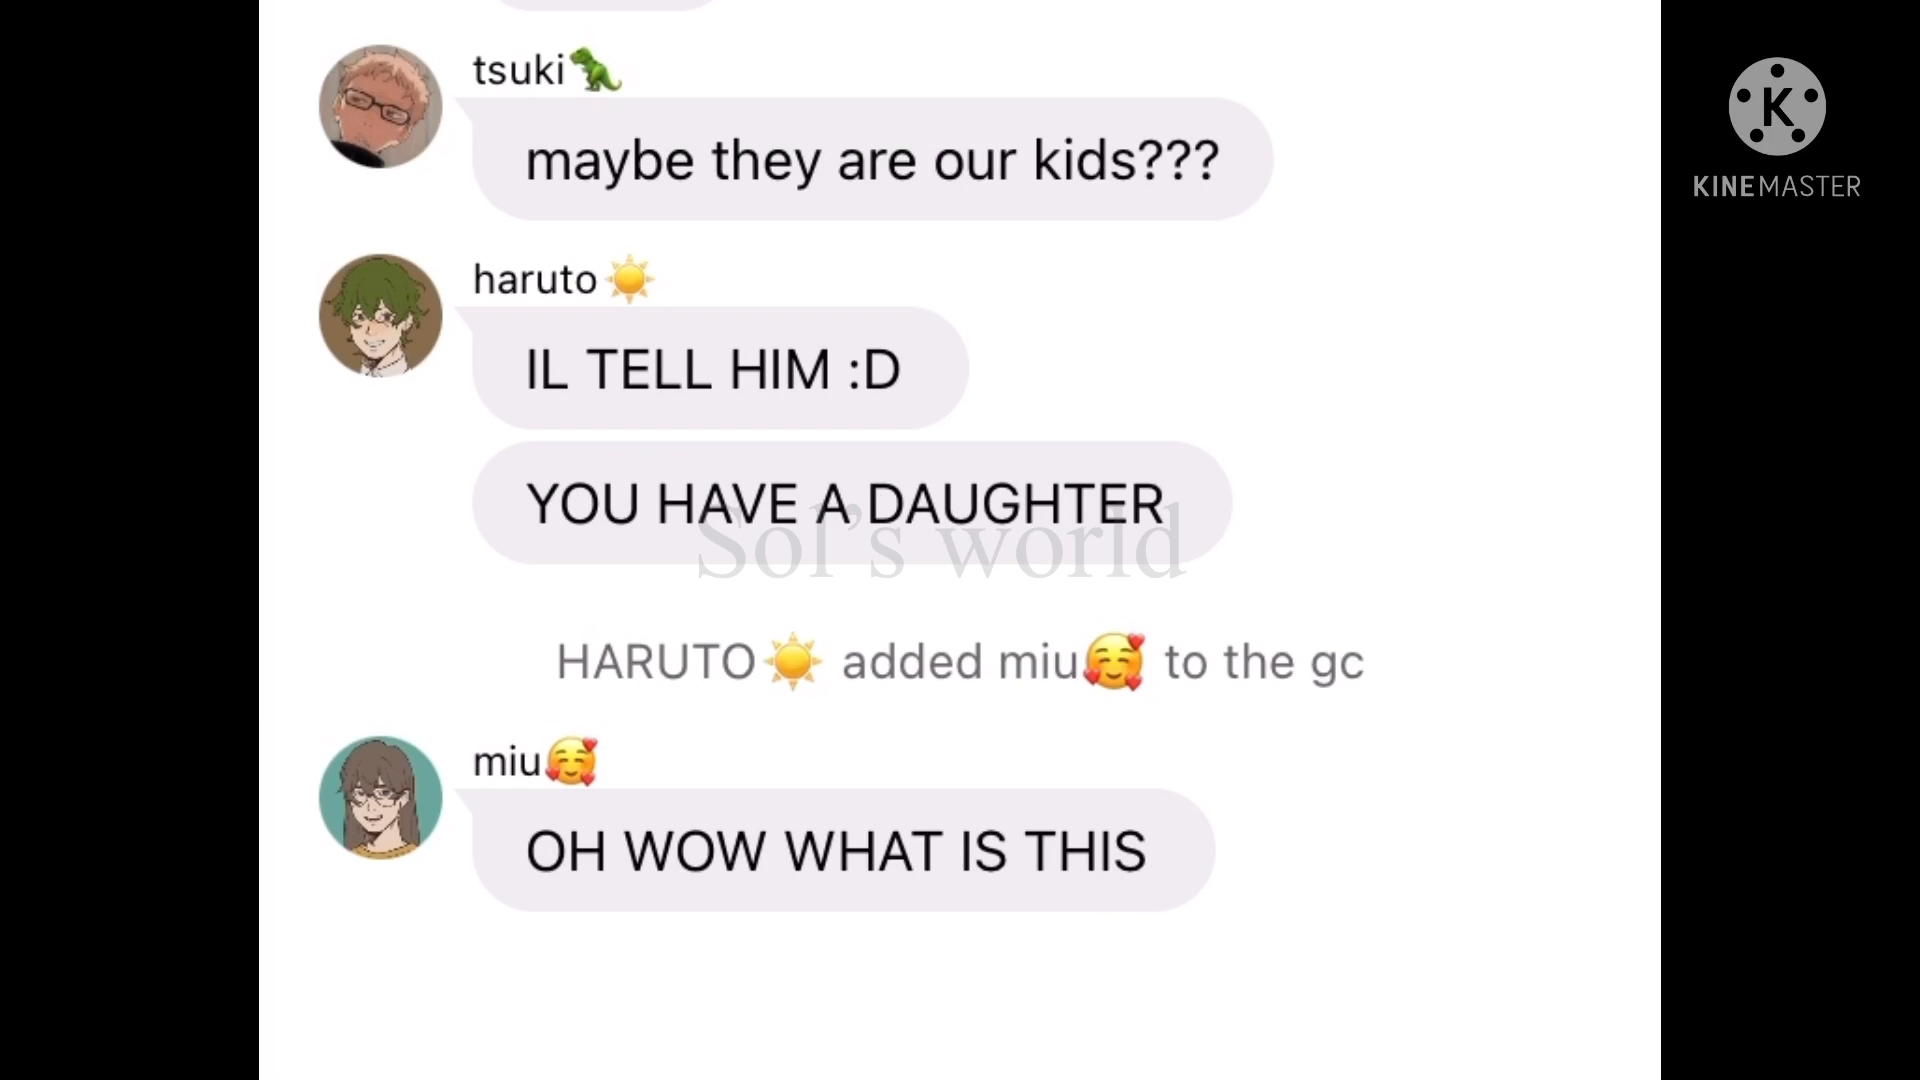 tsuki🦖
maybe they are our kids???
haruto☀️
IL TELL HIM :D
YOU HAVE A DAUGHTER
Sol's world
HARUTO☀️ added miu🥰 to the gc
miu🥰
OH WOW WHAT IS THIS
K
KINEMASTER